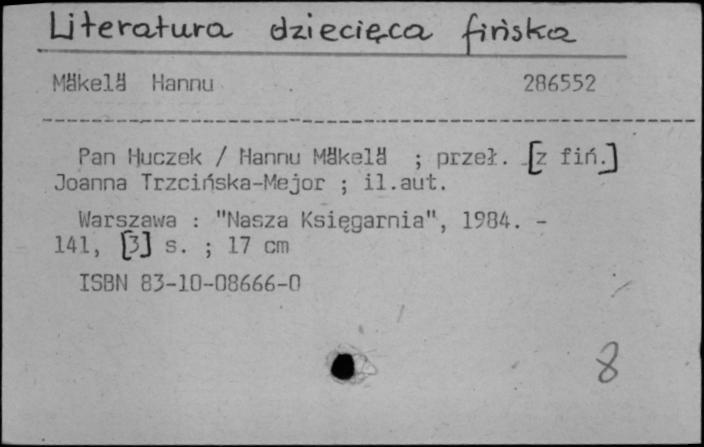 Literatura dziecięca fińska
Mäkelä Hannu 286552
Pan Huczek / Hannu Mäkelä ; przeł. [z fiń.]
Joanna Trzcińska-Mejor ; il.aut.
Warszawa : "Nasza Księgarnia", 1984. -
141, [3] s. ; 17 cm
ISBN 83-10-08666-0
8